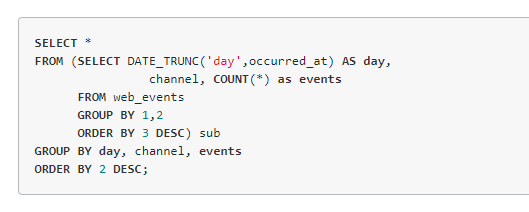 SELECT *
FROM (SELECT DATE_TRUNC('day',occurred_at) AS day,
channel, COUNT(*) as events
FROM web_events
GROUP BY 1,2
ORDER BY 3 DESC) sub
GROUP BY day, channel, events
ORDER BY 2 DESC;